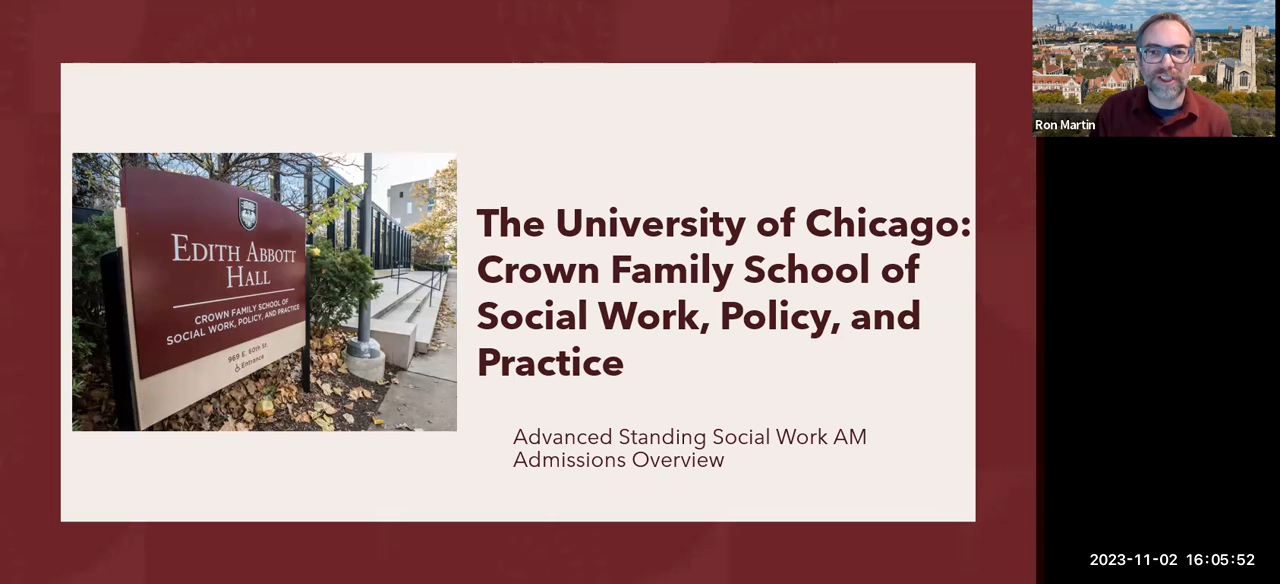 EDITH ABBOTT
HALL
CROWN FAMILY SCHOOL OF
SOCIAL WORK, POLICY, AND PRACTICE
969 E. 60th St.
Entrance
The University of Chicago:
Crown Family School of
Social Work, Policy, and
Practice
Advanced Standing Social Work AM
Admissions Overview
Ron Martin
2023-11-02 16:05:52